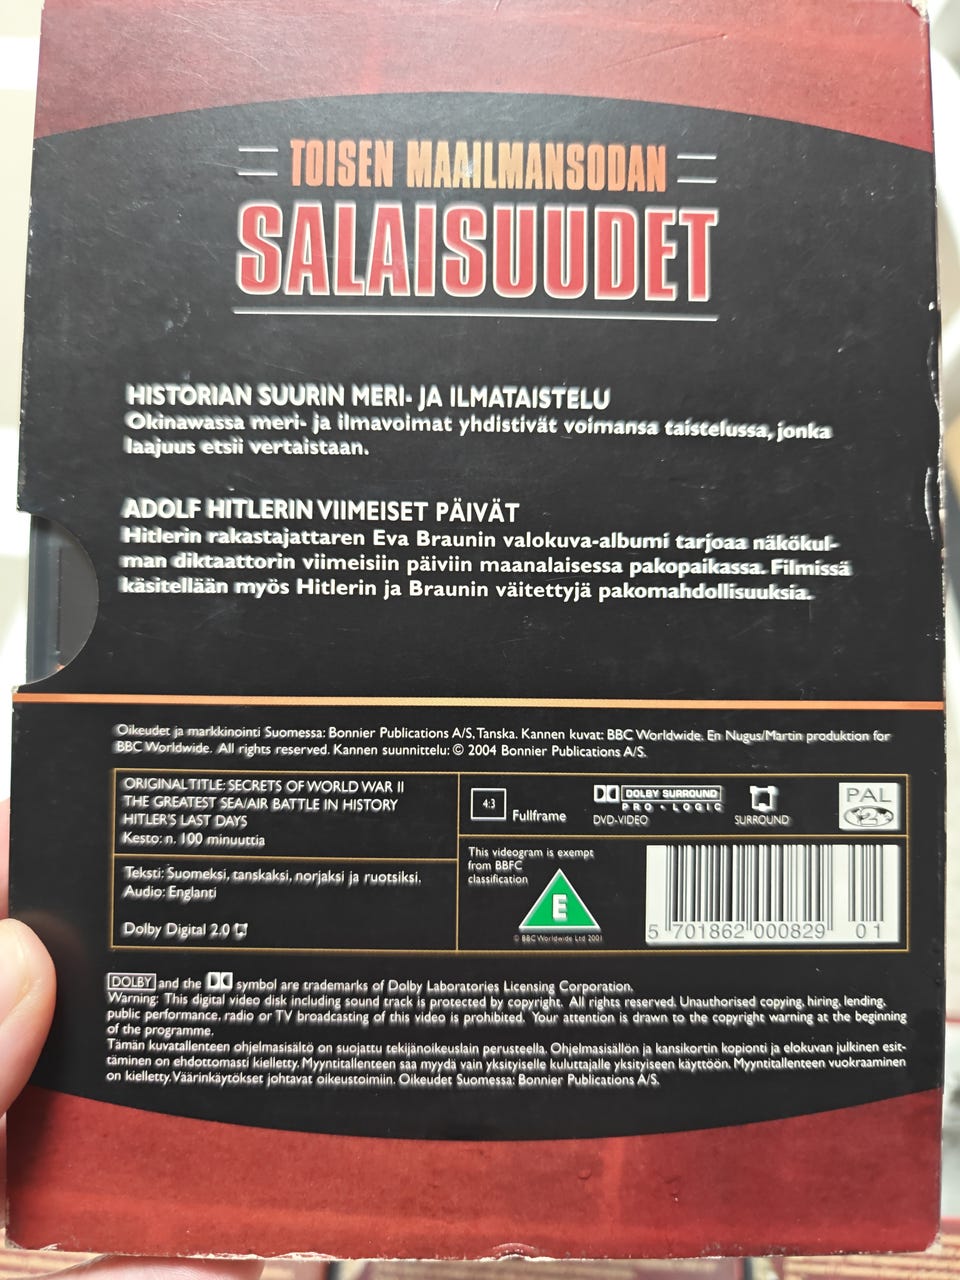 TOISEN MAAILMANSODAN
SALAISUUDET
HISTORIAN SUURIN MERI- JA ILMATAISTELU
Okinawassa meri- ja ilmavoimat yhdistivät voimansa taistelussa, jonka
laajuus etsii vertaistaan.
ADOLF HITLERIN VIIMEISET PÄIVÄT
Hitlerin rakastajattaren Eva Braunin valokuva-albumi tarjoaa näkökul-
man diktaattorin viimeisiin päiviin maanalaisessa pakopaikassa. Filmissä
käsitellään myös Hitlerin ja Braunin väitettyjä pakomahdollisuuksia.
Oikeudet ja markkinointi Suomessa: Bonnier Publications A/S, Tanska. Kannen kuvat: BBC Worldwide. En Nugus/Martin produktion for
BBC Worldwide. All rights reserved. Kannen suunnittelu: © 2004 Bonnier Publications A/S.
ORIGINAL TITLE: SECRETS OF WORLD WAR II
THE GREATEST SEA/AIR BATTLE IN HISTORY
HITLER'S LAST DAYS
Kesto: n. 100 minuuttia
Teksti: Suomeksi, tanskaksi, norjaksi ja ruotsiksi.
Audio: Englanti
Dolby Digital 2.0
4:3 Fullframe
DOLBY SURROUND
PRO • LOGIC
DVD-VIDEO
SURROUND
PAL
2
This videogram is exempt
from BBFC
classification
E
© BBC Worldwide Ltd 2001
5 701862 000829 01
DOLBY and the symbol are trademarks of Dolby Laboratories Licensing Corporation.
Warning: This digital video disk including sound track is protected by copyright. All rights reserved. Unauthorised copying, hiring, lending,
public performance, radio or TV broadcasting of this video is prohibited. Your attention is drawn to the copyright warning at the beginning
of the programme.
Tämän kuvatallenteen ohjelmasisältö on suojattu tekijänoikeuslain perusteella. Ohjelmasisällön ja kansikortin kopionti ja elokuvan julkinen esit-
täminen on ehdottomasti kielletty. Myyntitallenteen saa myydä vain yksityiselle kuluttajalle yksityiseen käyttöön. Myyntitallenteen vuokraaminen
on kielletty. Väärinkäytökset johtavat oikeustoimiin. Oikeudet Suomessa: Bonnier Publications A/S.